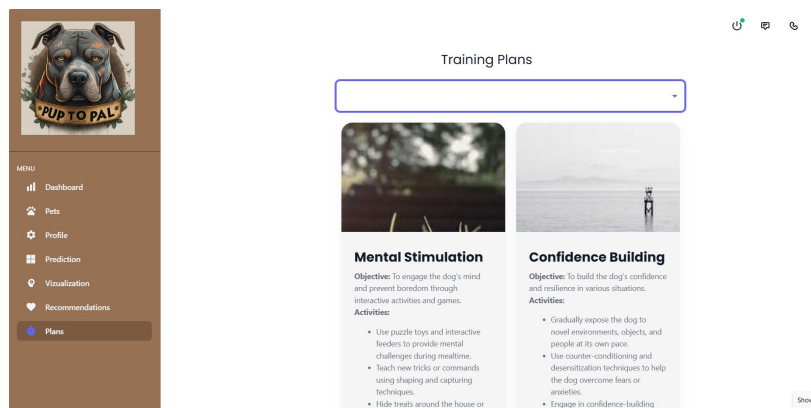 PUP TO PAL
MENU
Dashboard
Pets
Profile
Prediction
Vizualization
Recommendations
Plans
Training Plans
Mental Stimulation
Objective: To engage the dog's mind
and prevent boredom through
interactive activities and games.
Activities:
• Use puzzle toys and interactive
feeders to provide mental
challenges during mealtime.
• Teach new tricks or commands
using shaping and capturing
techniques.
• Hide treats around the house or
Confidence Building
Objective: To build the dog's confidence
and resilience in various situations.
Activities:
• Gradually expose the dog to
novel environments, objects, and
people at its own pace.
• Use counter-conditioning and
desensitization techniques to help
the dog overcome fears or
anxieties.
• Engage in confidence-building